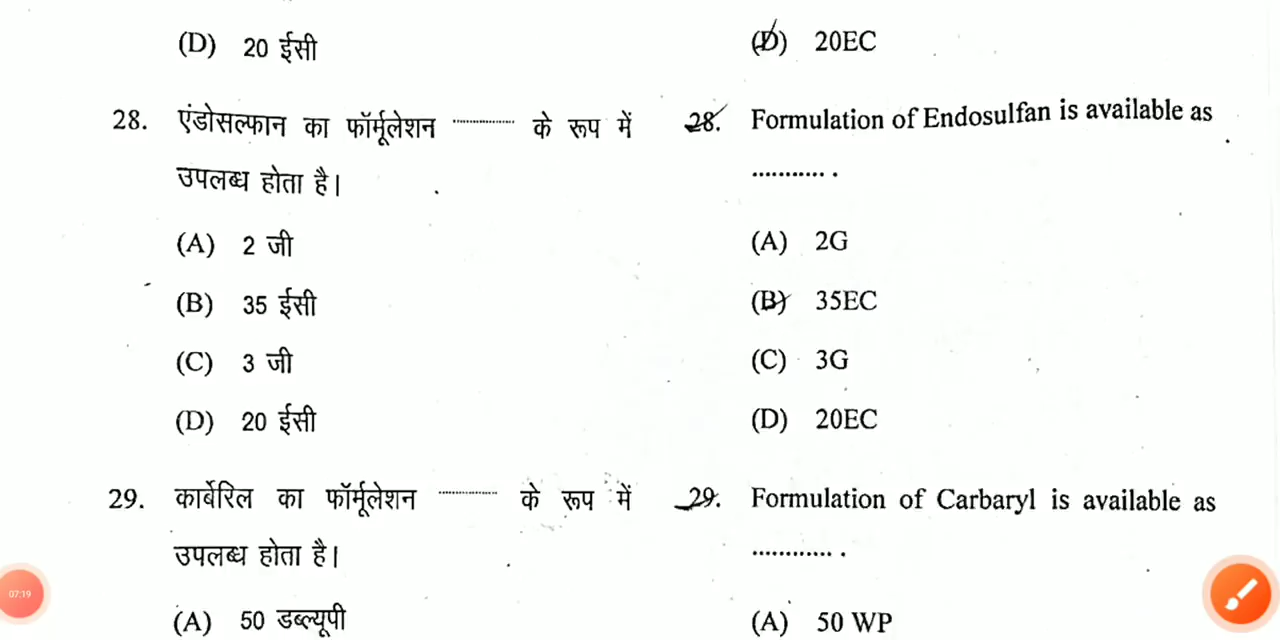 (D) 20 ईसी
28. एंडोसल्फान का फॉर्मूलेशन ................ के रूप में
उपलब्ध होता है।
(A) 2 जी
(B) 35 ईसी
(C) 3 जी
(D) 20 ईसी
29. कार्बेरिल का फॉर्मूलेशन ............... के रूप में
उपलब्ध होता है।
(A) 50 डब्ल्यूपी
(D) 20EC
28. Formulation of Endosulfan is available as
............ .
(A) 2G
(B) 35EC
(C) 3G
(D) 20EC
29. Formulation of Carbaryl is available as
............. .
(A) 50 WP
07:19